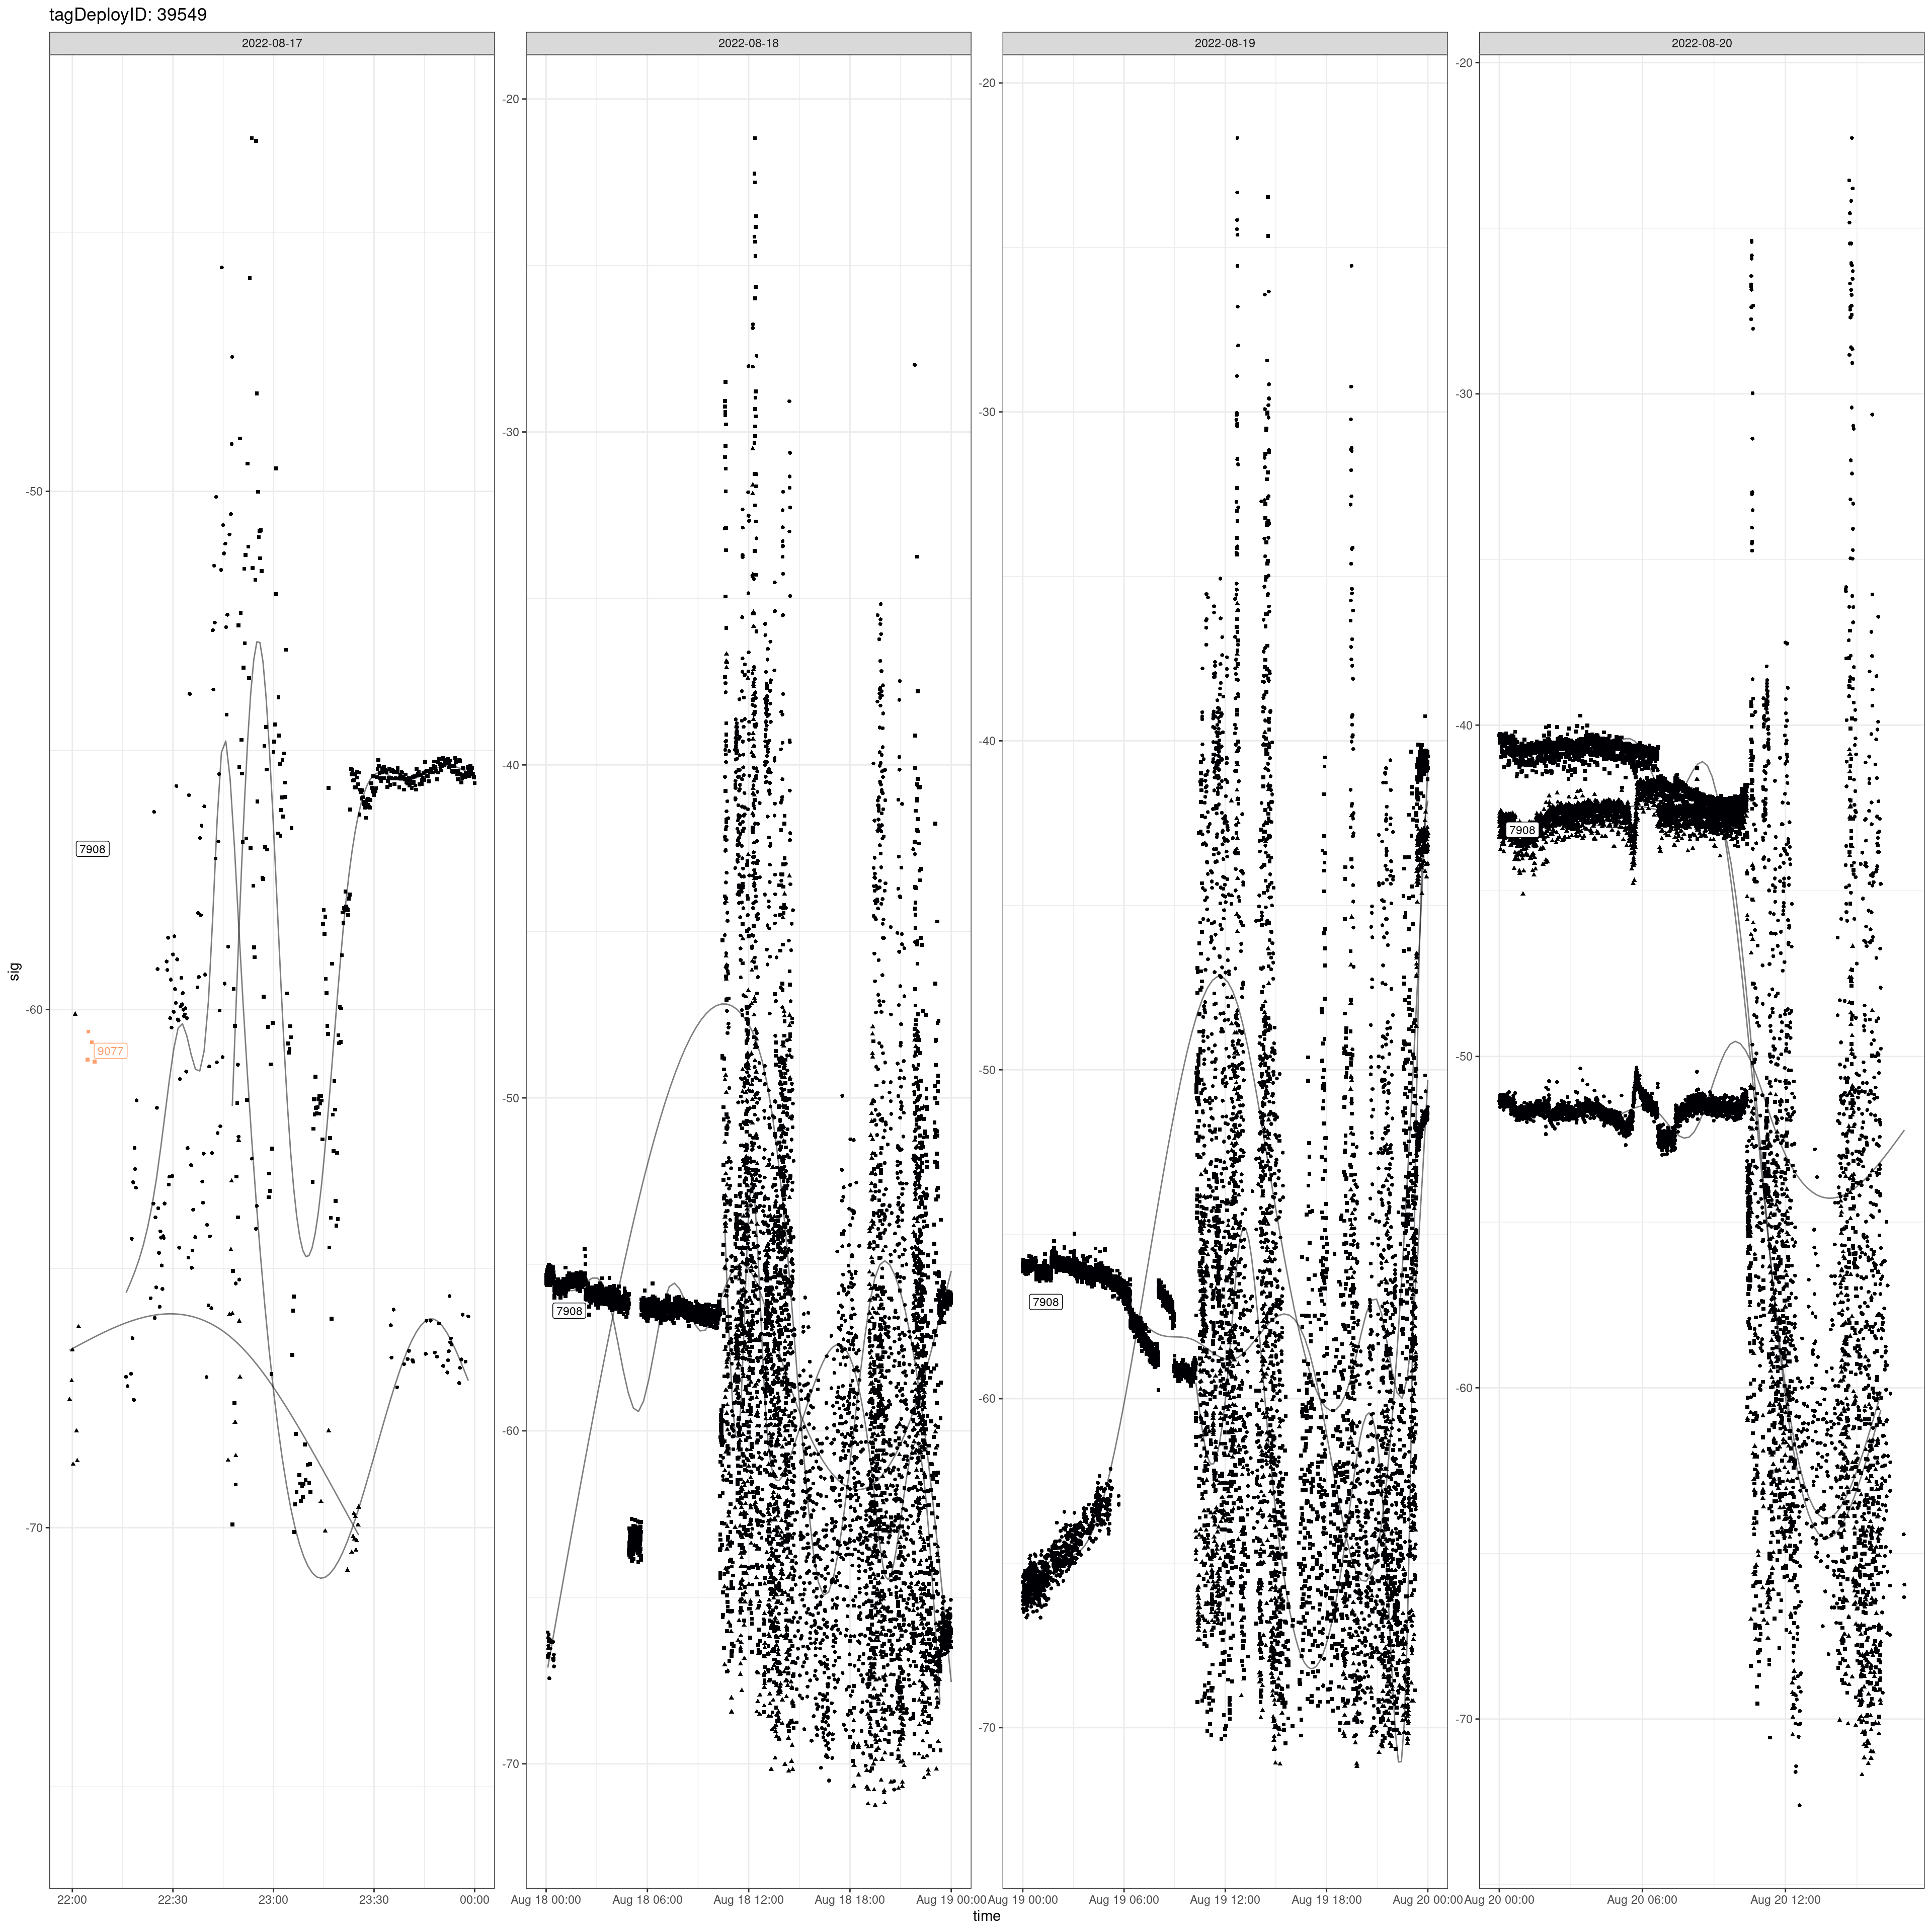 tagDeployID: 39549
2022-08-17
2022-08-18
2022-08-19
2022-08-20
sig
-50
-60
-70
7908
9077
22:00
22:30
23:00
23:30
00:00
-20
-30
-40
-50
-60
-70
7908
Aug 18 00:00
Aug 18 06:00
Aug 18 12:00
Aug 18 18:00
Aug 19 00:00
-20
-30
-40
-50
-60
-70
7908
Aug 19 00:00
Aug 19 06:00
Aug 19 12:00
Aug 19 18:00
Aug 20 00:00
-20
-30
-40
-50
-60
-70
7908
Aug 20 00:00
Aug 20 06:00
Aug 20 12:00
time